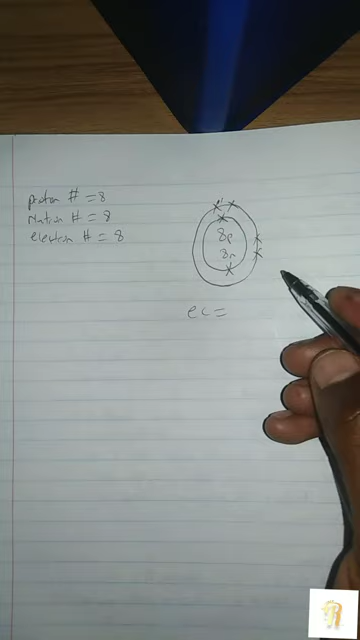 proton # = 8
Nutron # = 8
electron # = 8
8p
8n
ec =